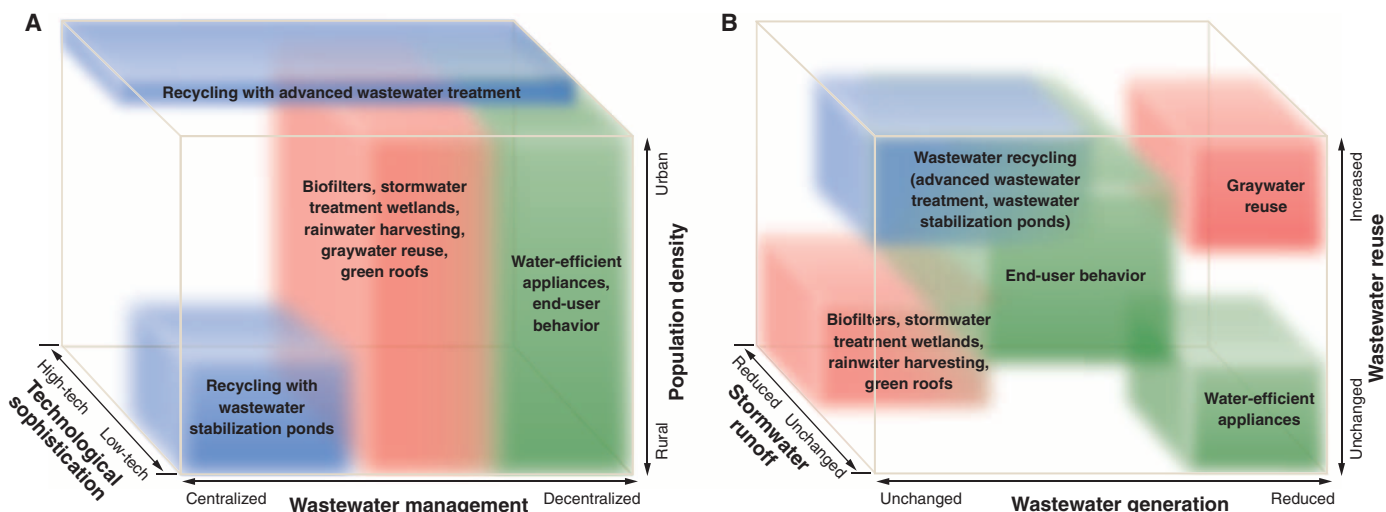 A
Recycling with advanced wastewater treatment
Biofilters, stormwater
treatment wetlands,
rainwater harvesting,
graywater reuse,
green roofs
Water-efficient
appliances,
end-user
behavior
Recycling with
wastewater
stabilization ponds
Urban
Population density
Rural
High-tech
Low-tech
Technological
sophistication
Centralized
Decentralized
Wastewater management
B
Wastewater recycling
(advanced wastewater
treatment, wastewater
stabilization ponds)
Graywater
reuse
End-user behavior
Biofilters, stormwater
treatment wetlands,
rainwater harvesting,
green roofs
Water-efficient
appliances
Increased
Wastewater reuse
Unchanged
Reduced
Unchanged
Stormwater
runoff
Unchanged
Reduced
Wastewater generation